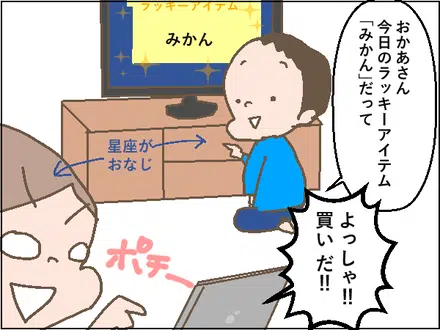 ラッキーアイテム
みかん
おかあさん
今日のラッキーアイテム
「みかん」だって
星座が
おなじ
よっしゃ!!
買いだ!!
ポチー